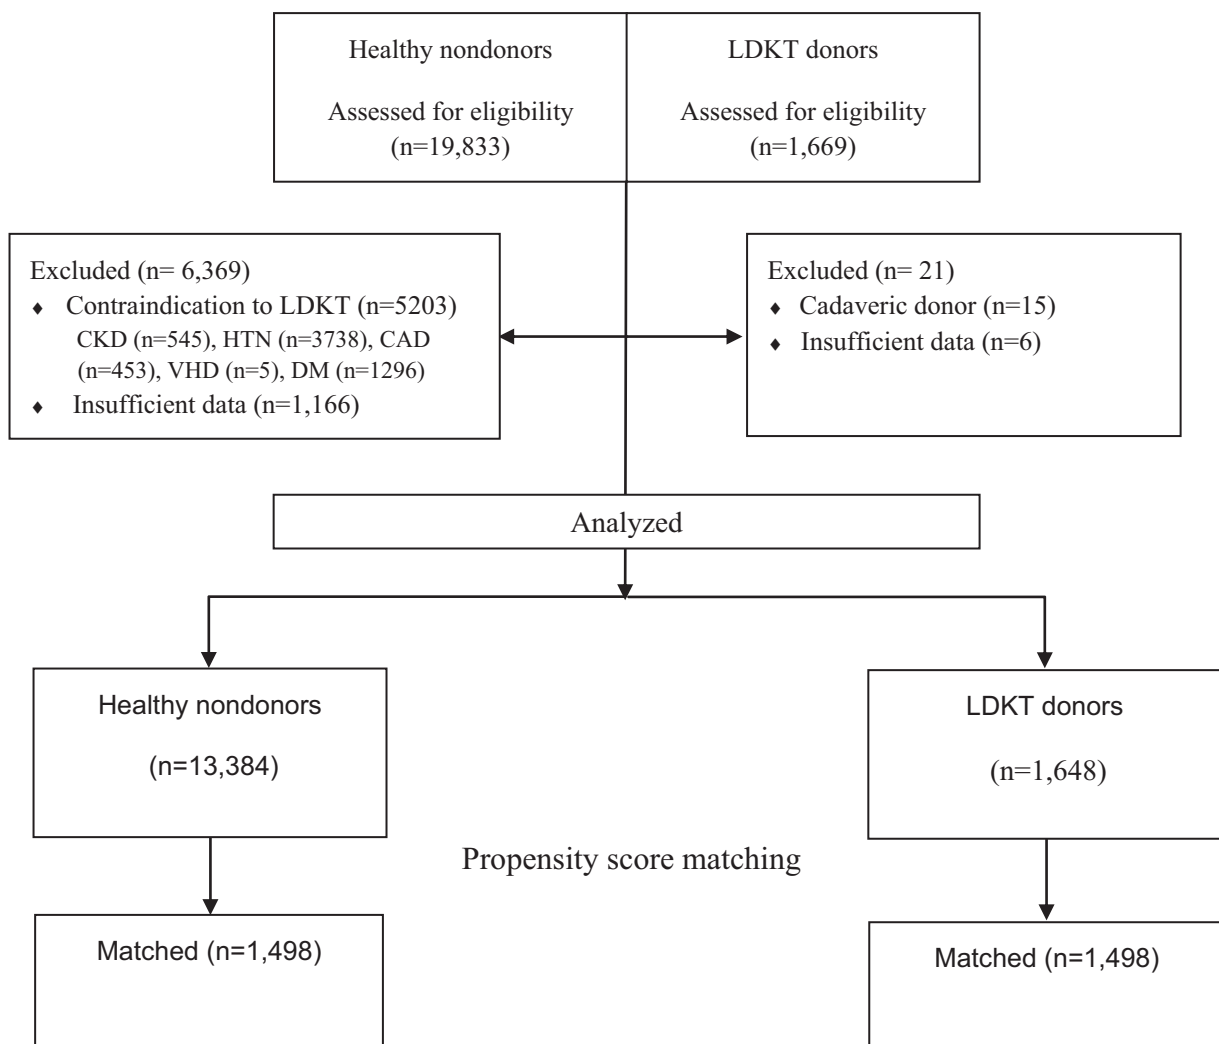 Healthy nondonors
Assessed for eligibility
(n=19,833)
LDKT donors
Assessed for eligibility
(n=1,669)
Excluded (n= 6,369)
♦ Contraindication to LDKT (n=5203)
CKD (n=545), HTN (n=3738), CAD
(n=453), VHD (n=5), DM (n=1296)
♦ Insufficient data (n=1,166)
Excluded (n= 21)
♦ Cadaveric donor (n=15)
♦ Insufficient data (n=6)
Analyzed
Healthy nondonors
(n=13,384)
LDKT donors
(n=1,648)
Propensity score matching
Matched (n=1,498)
Matched (n=1,498)